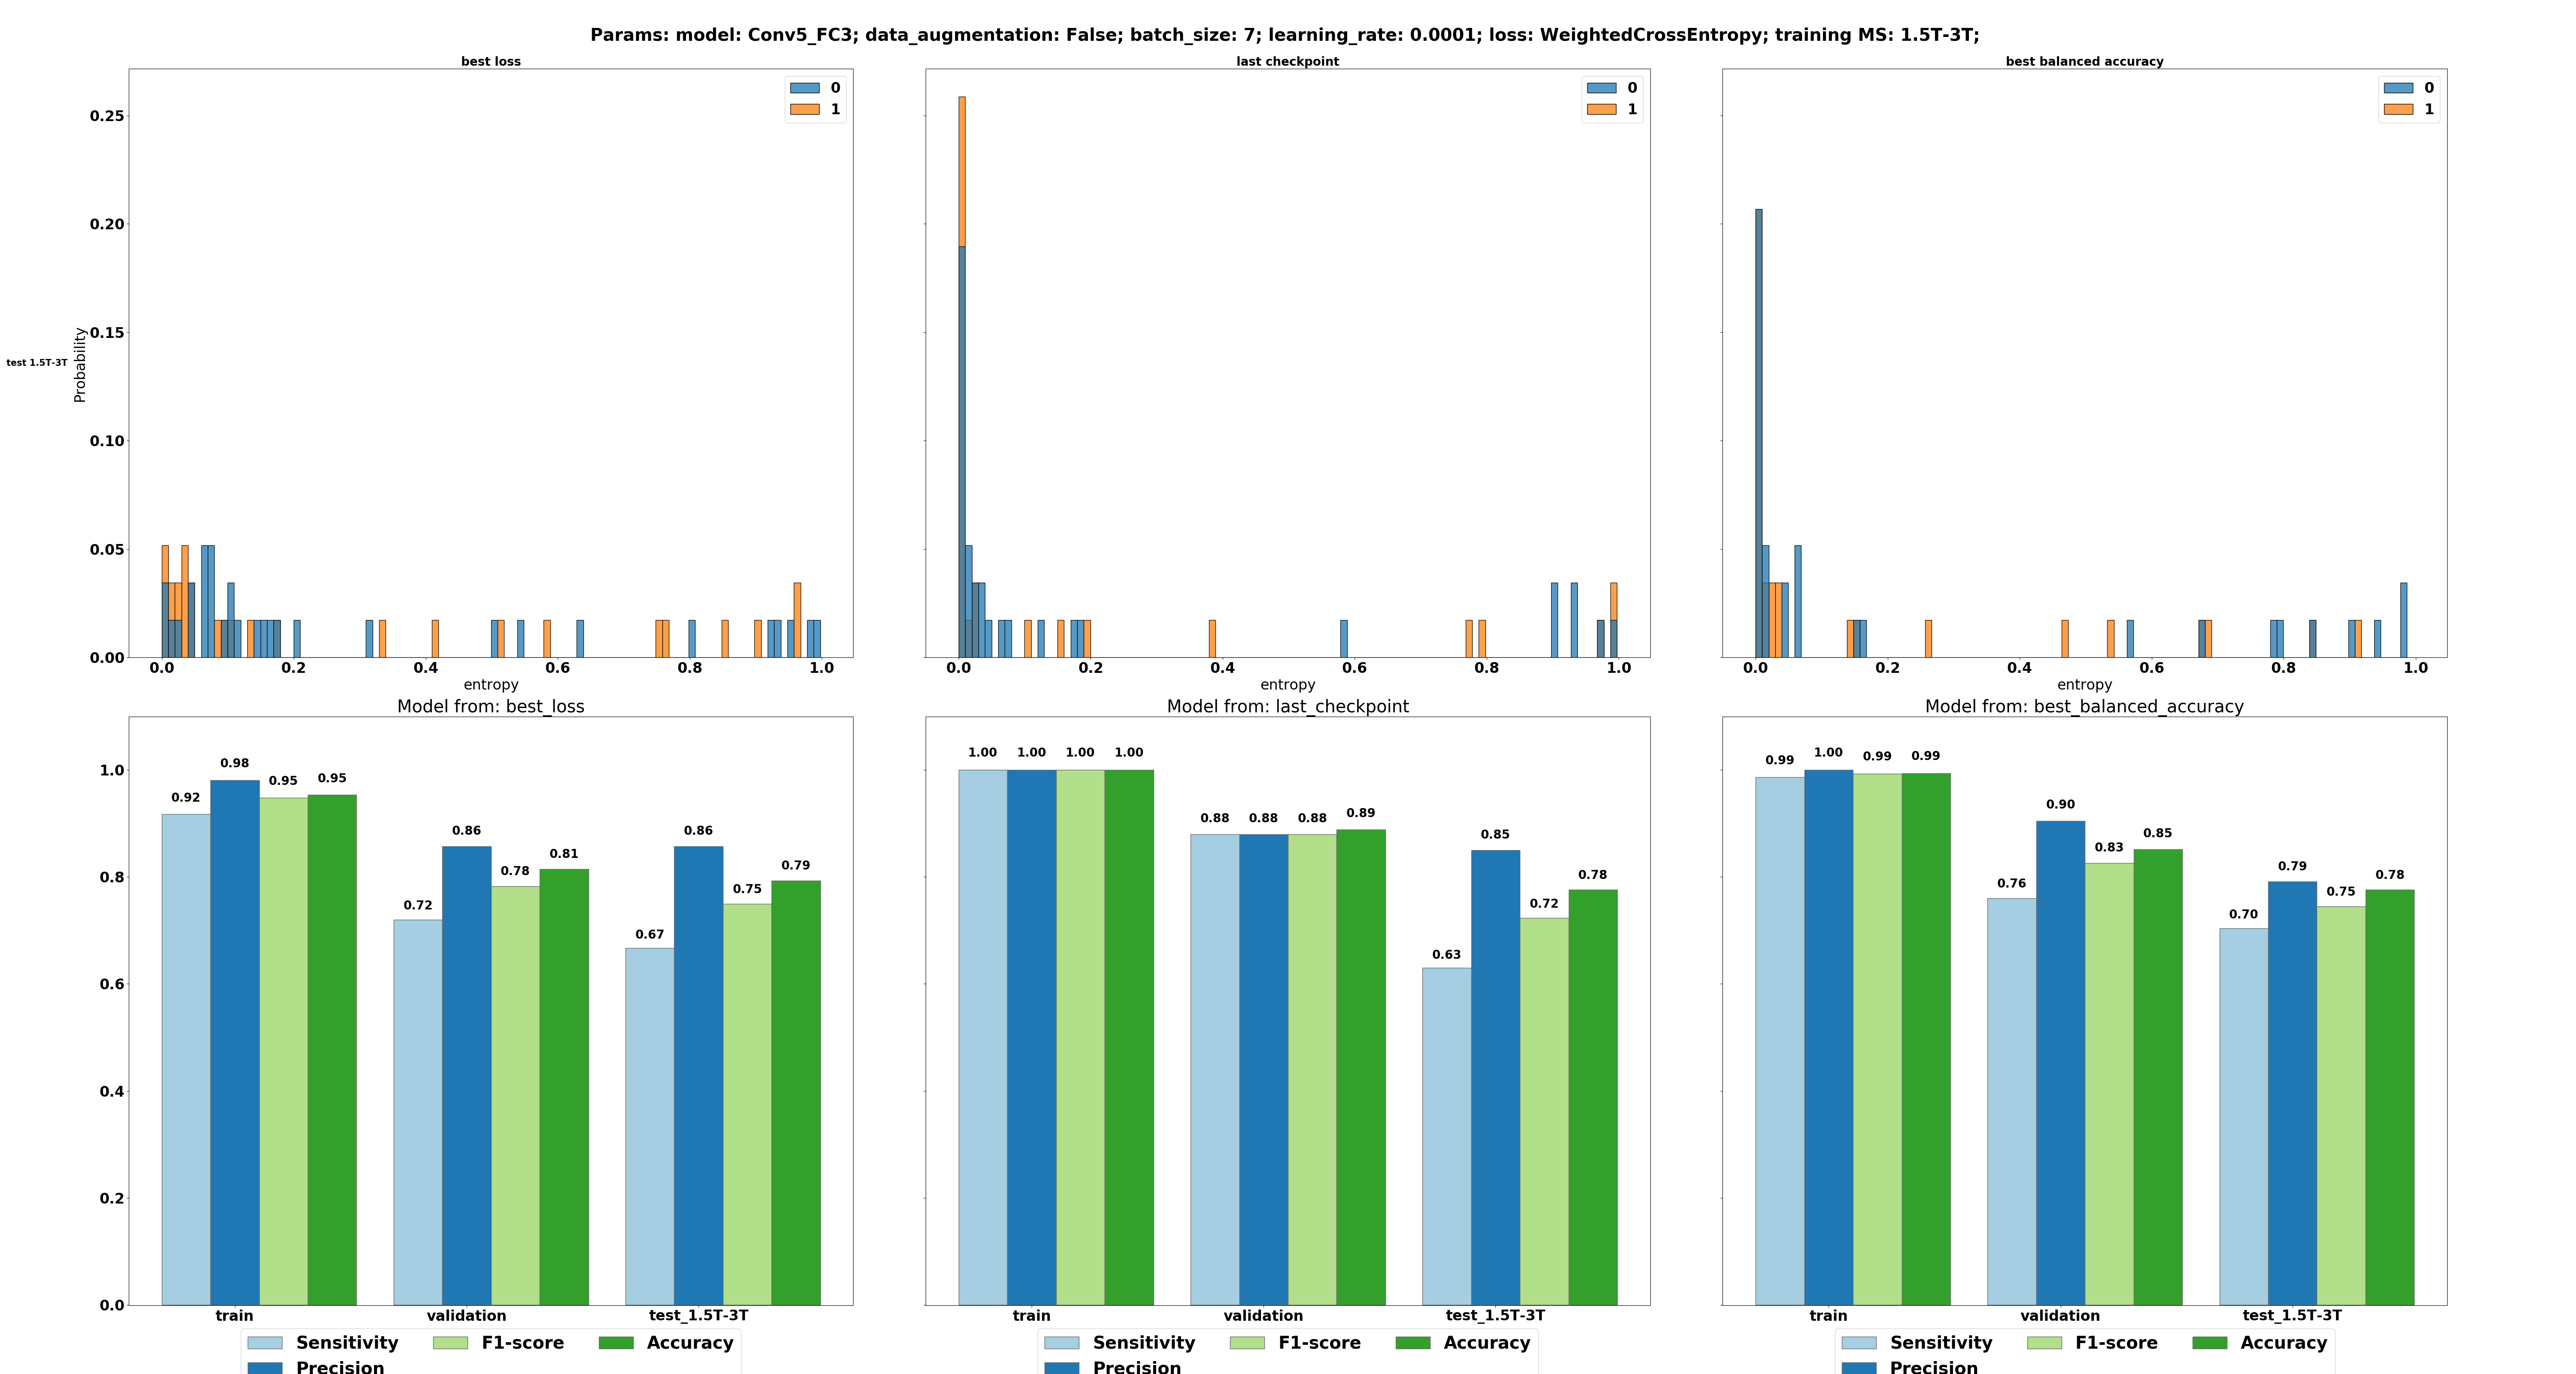 Params: model: Conv5_FC3; data_augmentation: False; batch_size: 7; learning_rate: 0.0001; loss: WeightedCrossEntropy; training MS: 1.5T-3T;
best loss
0
1
0.25
0.20
0.15
0.10
0.05
0.00
Probability
test 1.5T-3T
0.0 0.2 0.4 0.6 0.8 1.0
entropy
last checkpoint
0
1
0.0 0.2 0.4 0.6 0.8 1.0
entropy
best balanced accuracy
0
1
0.0 0.2 0.4 0.6 0.8 1.0
entropy
Model from: best_loss
1.0
0.8
0.6
0.4
0.2
0.0
0.92 0.98 0.95 0.95
0.72 0.86 0.78 0.81
0.67 0.86 0.75 0.79
train validation test_1.5T-3T
Sensitivity F1-score Accuracy
Precision
Model from: last_checkpoint
1.00 1.00 1.00 1.00
0.88 0.88 0.88 0.89
0.63 0.85 0.72 0.78
train validation test_1.5T-3T
Sensitivity F1-score Accuracy
Precision
Model from: best_balanced_accuracy
0.99 1.00 0.99 0.99
0.76 0.90 0.83 0.85
0.70 0.79 0.75 0.78
train validation test_1.5T-3T
Sensitivity F1-score Accuracy
Precision